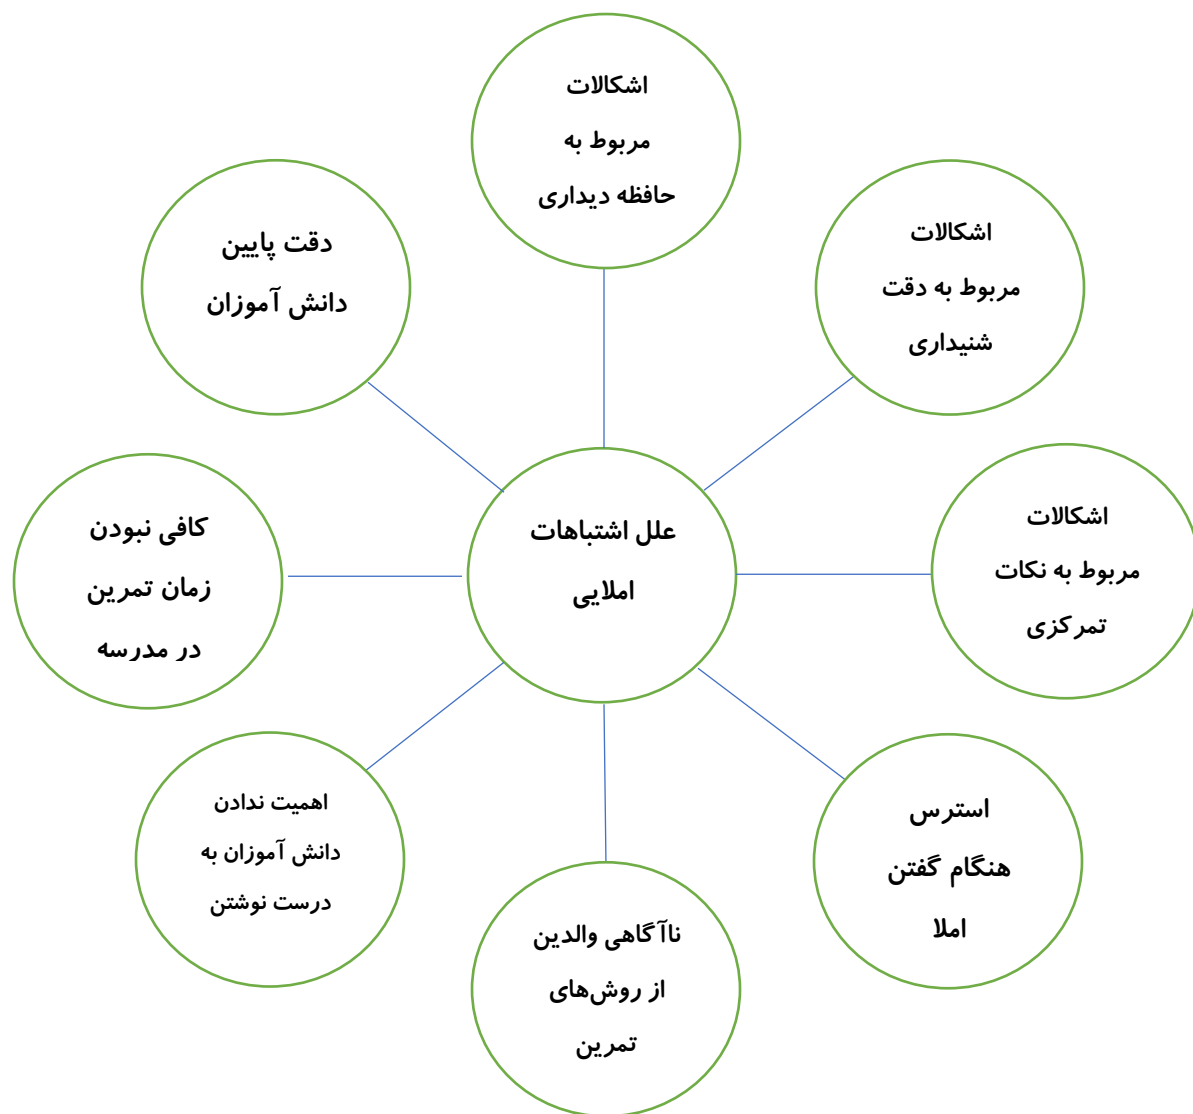 اشکالات
مربوط به
حافظه دیداری
اشکالات
مربوط به دقت
شنیداری
اشکالات
مربوط به نکات
تمرکزی
استرس
هنگام گفتن
املا
ناآگاهی والدین
از روش‌های
تمرین
اهمیت ندادن
دانش آموزان به
درست نوشتن
کافی نبودن
زمان تمرین
در مدرسه
دقت پایین
دانش آموزان
علل اشتباهات
املایی